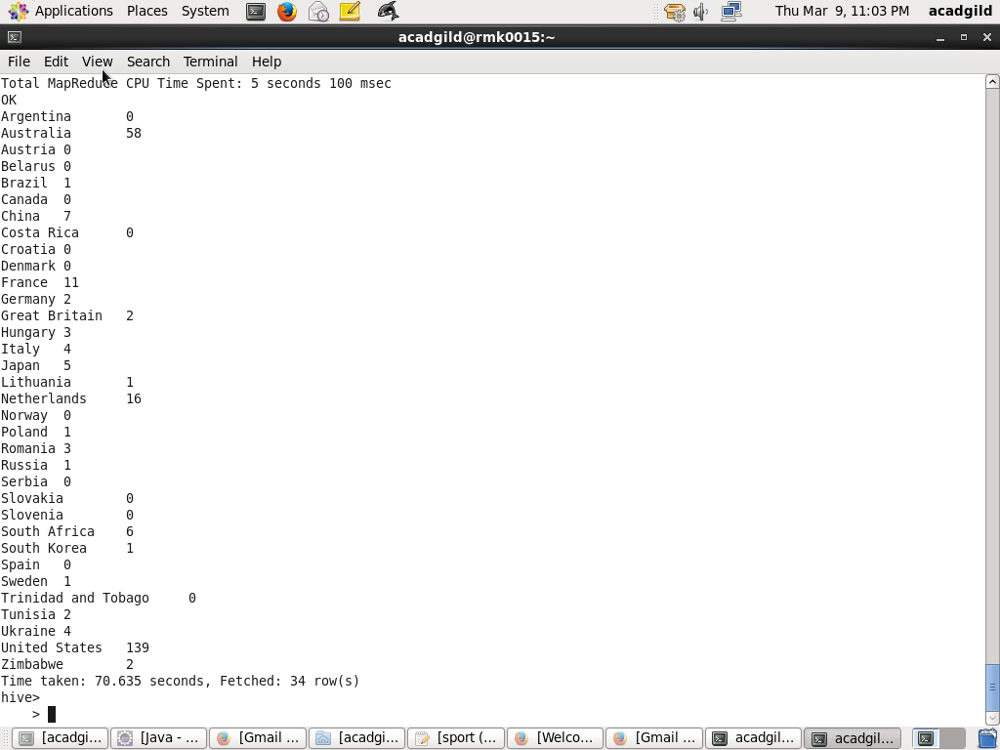 Applications Places System Thu Mar 9, 11:03 PM acadgild
acadgild@rmk0015:~
File Edit View Search Terminal Help
Total MapReduce CPU Time Spent: 5 seconds 100 msec
OK
Argentina 0
Australia 58
Austria 0
Belarus 0
Brazil 1
Canada 0
China 7
Costa Rica 0
Croatia 0
Denmark 0
France 11
Germany 2
Great Britain 2
Hungary 3
Italy 4
Japan 5
Lithuania 1
Netherlands 16
Norway 0
Poland 1
Romania 3
Russia 1
Serbia 0
Slovakia 0
Slovenia 0
South Africa 6
South Korea 1
Spain 0
Sweden 1
Trinidad and Tobago 0
Tunisia 2
Ukraine 4
United States 139
Zimbabwe 2
Time taken: 70.635 seconds, Fetched: 34 row(s)
hive>
>
[acadgi... [Java - ... [Gmail ... [acadgi... [sport (... [Welco... [Gmail ... acadgil... acadgil...